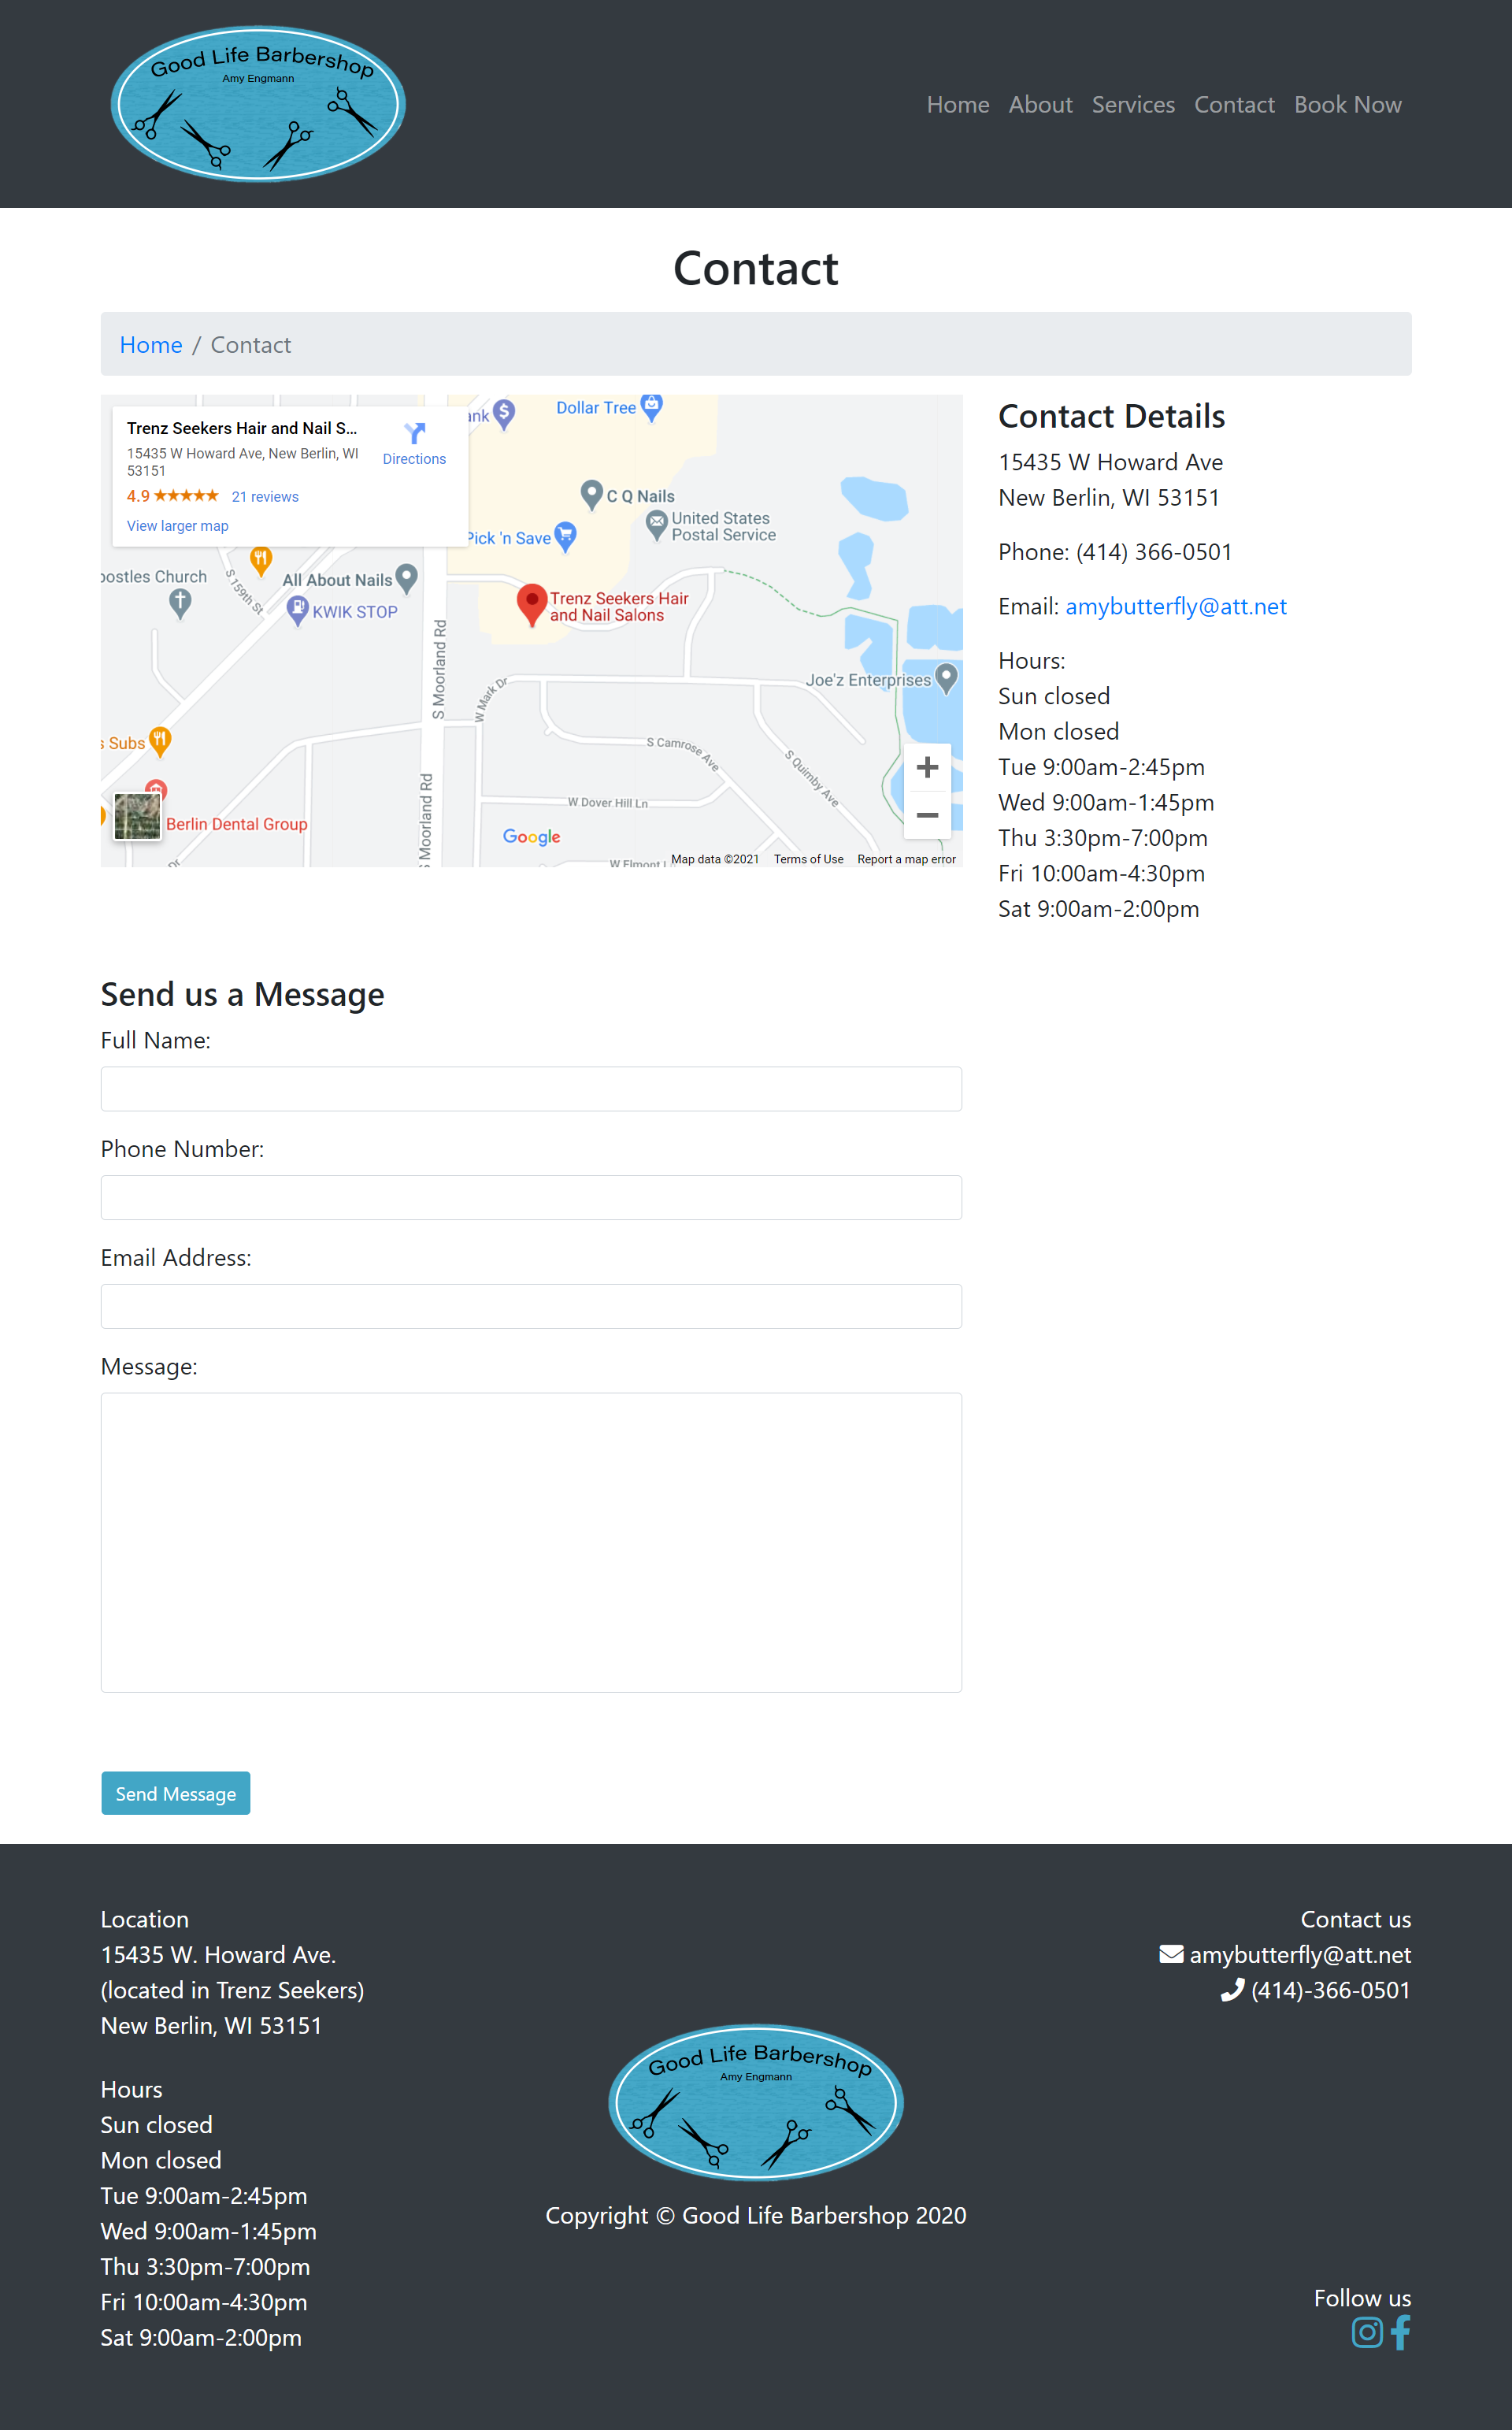 Good Life Barbershop
Amy Engmann
Home About Services Contact Book Now
Contact
Home / Contact
Trenz Seekers Hair and Nail S...
15435 W Howard Ave, New Berlin, WI
53151
Directions
4.9 ★★★★★ 21 reviews
View larger map
ank
Dollar Tree
C Q Nails
United States
Postal Service
Pick 'n Save
postles Church
S 159th St
All About Nails
KWIK STOP
Trenz Seekers Hair
and Nail Salons
S Moorland Rd
W Mark Dr
Joe'z Enterprises
s Subs
S Camrose Ave
S Quimby Ave
W Dover Hill Ln
S Moorland Rd
Berlin Dental Group
Dr
Google
W Elmont L
Map data ©2021 Terms of Use Report a map error
Contact Details
15435 W Howard Ave
New Berlin, WI 53151
Phone: (414) 366-0501
Email: amybutterfly@att.net
Hours:
Sun closed
Mon closed
Tue 9:00am-2:45pm
Wed 9:00am-1:45pm
Thu 3:30pm-7:00pm
Fri 10:00am-4:30pm
Sat 9:00am-2:00pm
Send us a Message
Full Name:
Phone Number:
Email Address:
Message:
Send Message
Location
15435 W. Howard Ave.
(located in Trenz Seekers)
New Berlin, WI 53151
Hours
Sun closed
Mon closed
Tue 9:00am-2:45pm
Wed 9:00am-1:45pm
Thu 3:30pm-7:00pm
Fri 10:00am-4:30pm
Sat 9:00am-2:00pm
Good Life Barbershop
Amy Engmann
Copyright © Good Life Barbershop 2020
Contact us
amybutterfly@att.net
(414)-366-0501
Follow us